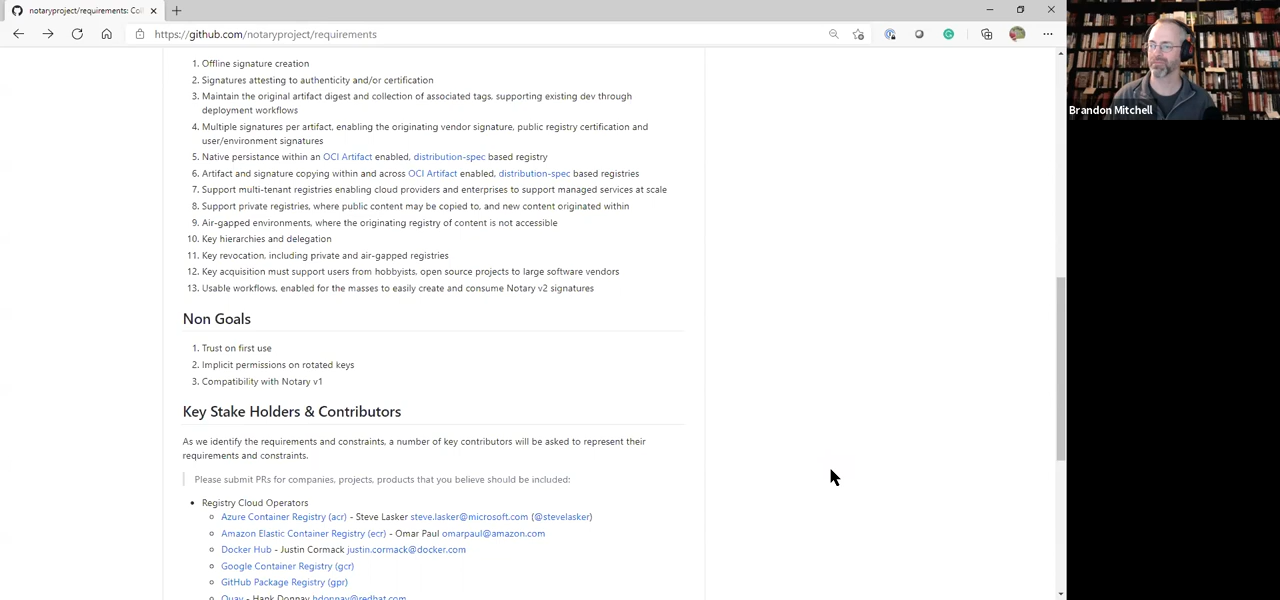 notaryproject/requirements: Col
https://github.com/notaryproject/requirements
Brandon Mitchell
1. Offline signature creation
2. Signatures attesting to authenticity and/or certification
3. Maintain the original artifact digest and collection of associated tags, supporting existing dev through
deployment workflows
4. Multiple signatures per artifact, enabling the originating vendor signature, public registry certification and
user/environment signatures
5. Native persistance within an OCI Artifact enabled, distribution-spec based registry
6. Artifact and signature copying within and across OCI Artifact enabled, distribution-spec based registries
7. Support multi-tenant registries enabling cloud providers and enterprises to support managed services at scale
8. Support private registries, where public content may be copied to, and new content originated within
9. Air-gapped environments, where the originating registry of content is not accessible
10. Key hierarchies and delegation
11. Key revocation, including private and air-gapped registries
12. Key acquisition must support users from hobbyists, open source projects to large software vendors
13. Usable workflows, enabled for the masses to easily create and consume Notary v2 signatures
Non Goals
1. Trust on first use
2. Implicit permissions on rotated keys
3. Compatibility with Notary v1
Key Stake Holders & Contributors
As we identify the requirements and constraints, a number of key contributors will be asked to represent their
requirements and constraints.
Please submit PRs for companies, projects, products that you believe should be included:
• Registry Cloud Operators
Azure Container Registry (acr) - Steve Lasker steve.lasker@microsoft.com (@stevelasker)
Amazon Elastic Container Registry (ecr) - Omar Paul omarpaul@amazon.com
Docker Hub - Justin Cormack justin.cormack@docker.com
Google Container Registry (gcr)
GitHub Package Registry (gpr)
Quay - Hank Donnay hdonnay@redhat.com